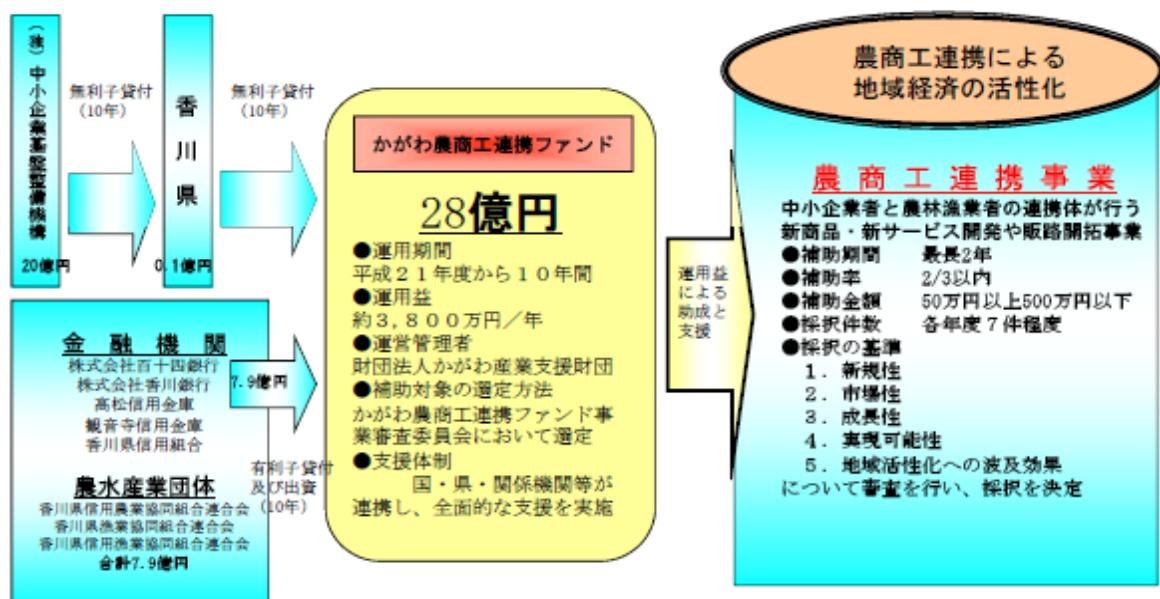 (独)中小企業基盤整備機構
20億円
無利子貸付
(10年)
香川県
0.1億円
無利子貸付
(10年)
金融機関
株式会社百十四銀行
株式会社香川銀行
高松信用金庫
観音寺信用金庫
香川県信用組合
農水産業団体
香川県信用農業協同組合連合会
香川県漁業協同組合連合会
香川県信用漁業協同組合連合会
合計7.9億円
7.9億円
有利子貸付
及び出資
(10年)
かがわ農商工連携ファンド
28億円
●運用期間
平成21年度から10年間
●運用益
約3,800万円/年
●運営管理者
財団法人かがわ産業支援財団
●補助対象の選定方法
かがわ農商工連携ファンド事
業審査委員会において選定
●支援体制
国・県・関係機関等が
連携し、全面的な支援を実施
運用益
による
助成と
支援
農商工連携による
地域経済の活性化
農商工連携事業
中小企業者と農林漁業者の連携体が行う
新商品・新サービス開発や販路開拓事業
●補助期間 最長2年
●補助率 2/3以内
●補助金額 50万円以上500万円以下
●採択件数 各年度7件程度
●採択の基準
1.新規性
2.市場性
3.成長性
4.実現可能性
5.地域活性化への波及効果
について審査を行い、採択を決定